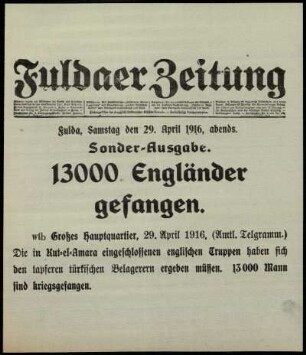 Fuldaer Zeitung
Fulda, Samstag den 29. April 1916, abends.
Sonder-Ausgabe.
13000 Engländer
gefangen.
wtb Großes Hauptquartier, 29. April 1916, (Amtl. Telgramm.)
Die in Kut-el-Amara eingeschlossenen englischen Truppen haben sich
den tapferen türkischen Belagerern ergeben müssen. 13000 Mann
sind kriegsgefangen.